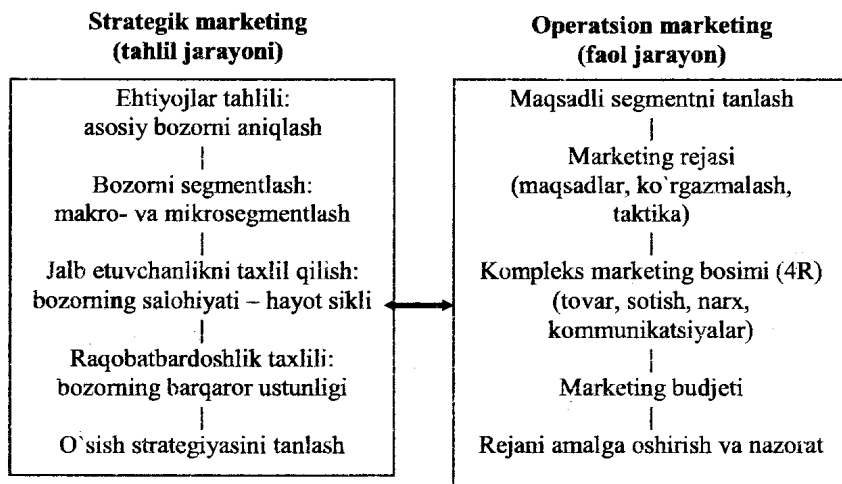 Strategik marketing
(tahlil jarayoni)
Ehtiyojlar tahlili:
asosiy bozorni aniqlash
Bozorni segmentlash:
makro- va mikrosegmentlash
Jalb etuvchanlikni taxlil qilish:
bozorning salohiyati – hayot sikli
Raqobatbardoshlik taxlili:
bozorning barqaror ustunligi
O`sish strategiyasini tanlash
Operatsion marketing
(faol jarayon)
Maqsadli segmentni tanlash
Marketing rejasi
(maqsadlar, ko`rgazmalash,
taktika)
Kompleks marketing bosimi (4R)
(tovar, sotish, narx,
kommunikatsiyalar)
Marketing budjeti
Rejani amalga oshirish va nazorat